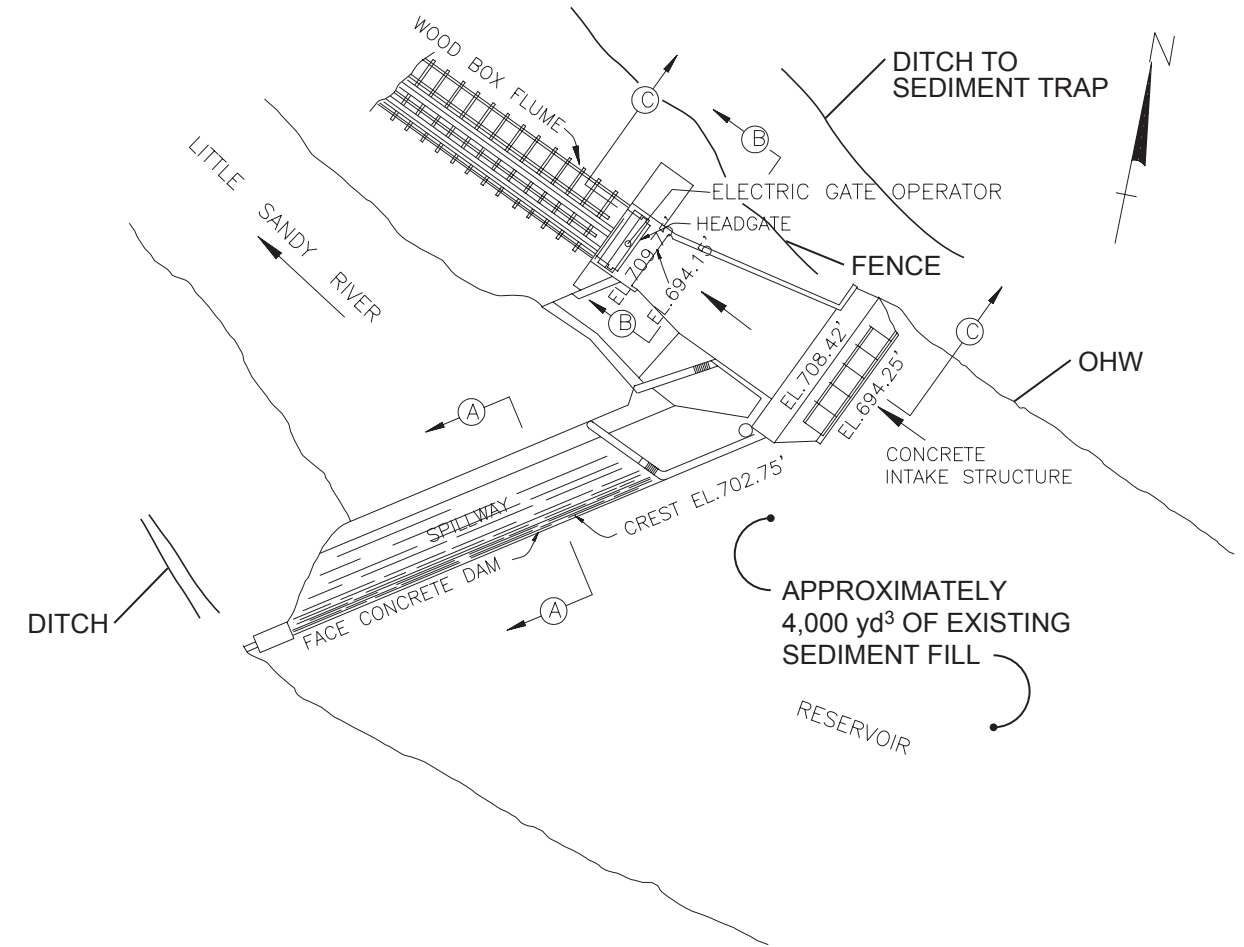 WOOD BOX FLUME
N
DITCH TO
SEDIMENT TRAP
C
B
LITTLE
SANDY
RIVER
ELECTRIC GATE OPERATOR
HEADGATE
EL.709
EL.694.15'
FENCE
B
C
OHW
EL.708.42'
EL.694.25'
A
CONCRETE
INTAKE STRUCTURE
CREST EL.702.75'
SPILLWAY
FACE CONCRETE DAM
A
DITCH
APPROXIMATELY
4,000 yd³ OF EXISTING
SEDIMENT FILL
RESERVOIR